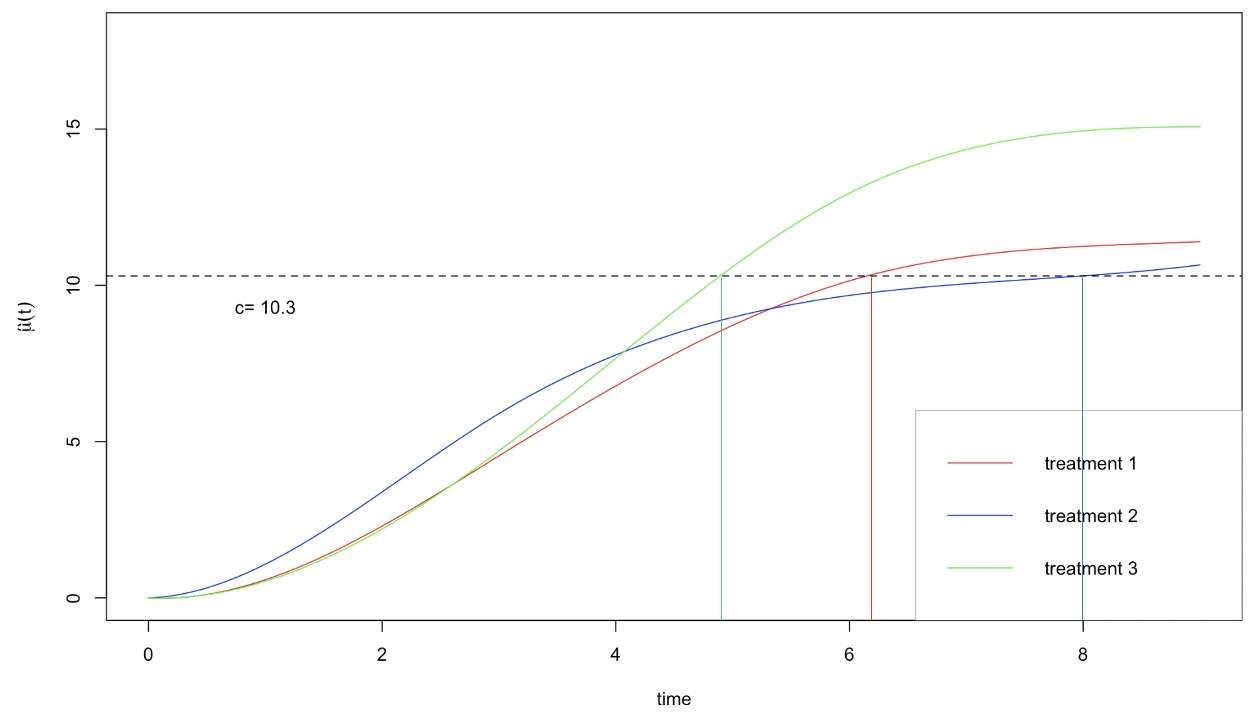 15
10
5
0
μ̂(t)
c= 10.3
treatment 1
treatment 2
treatment 3
0 2 4 6 8
time